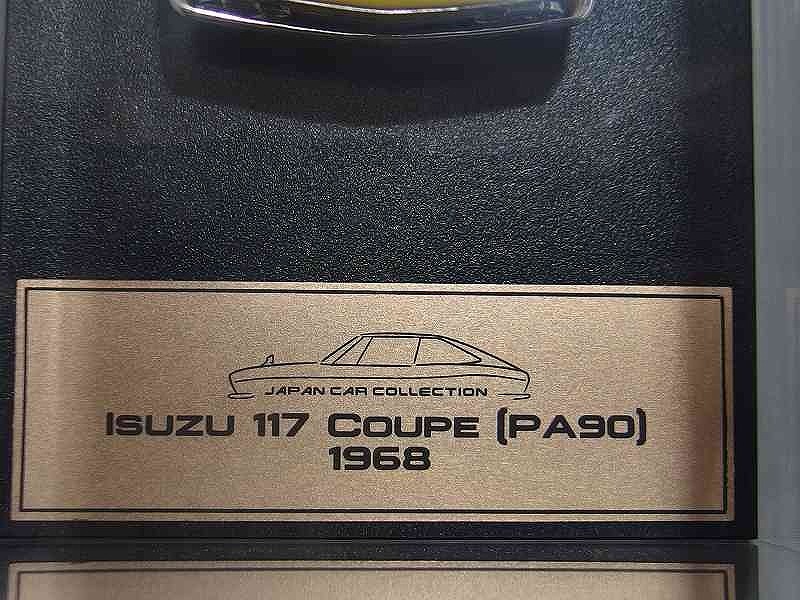 JAPAN CAR COLLECTION
ISUZU 117 COUPE (PA90)
1968